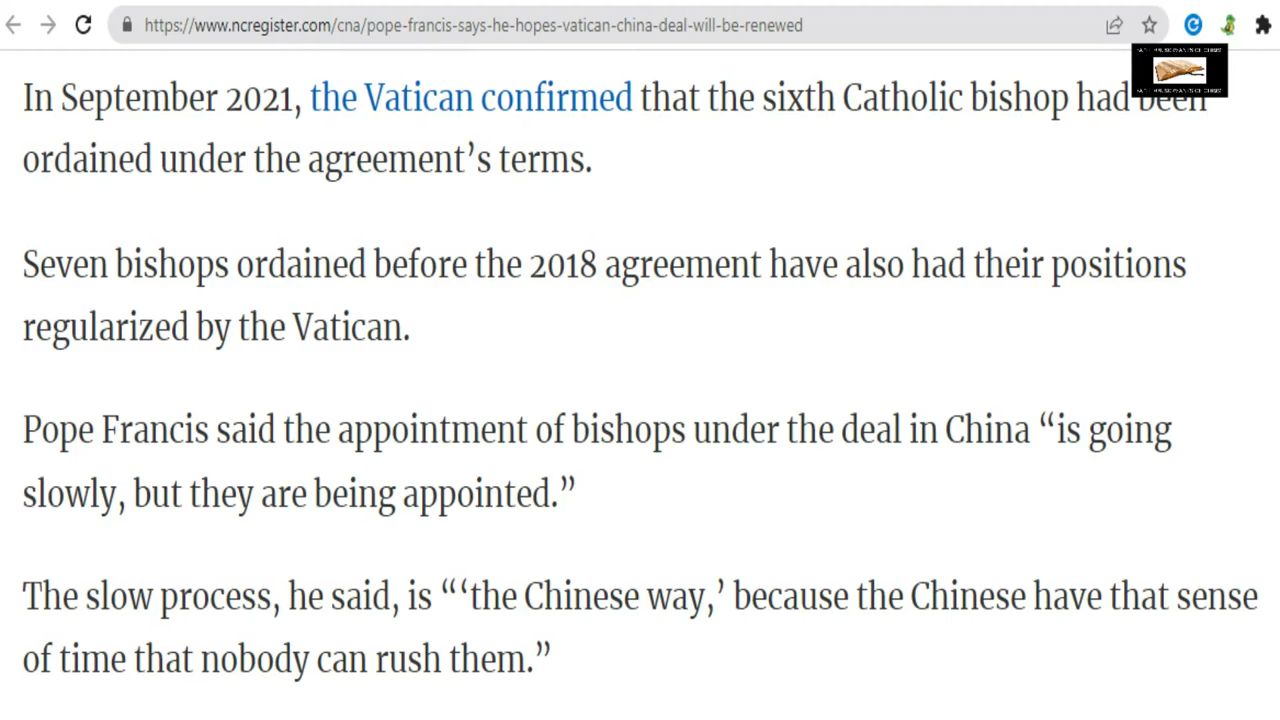 https://www.ncregister.com/cna/pope-francis-says-he-hopes-vatican-china-deal-will-be-renewed
In September 2021, the Vatican confirmed that the sixth Catholic bishop had been
ordained under the agreement’s terms.
Seven bishops ordained before the 2018 agreement have also had their positions
regularized by the Vatican.
Pope Francis said the appointment of bishops under the deal in China “is going
slowly, but they are being appointed.”
The slow process, he said, is “‘the Chinese way,’ because the Chinese have that sense
of time that nobody can rush them.”